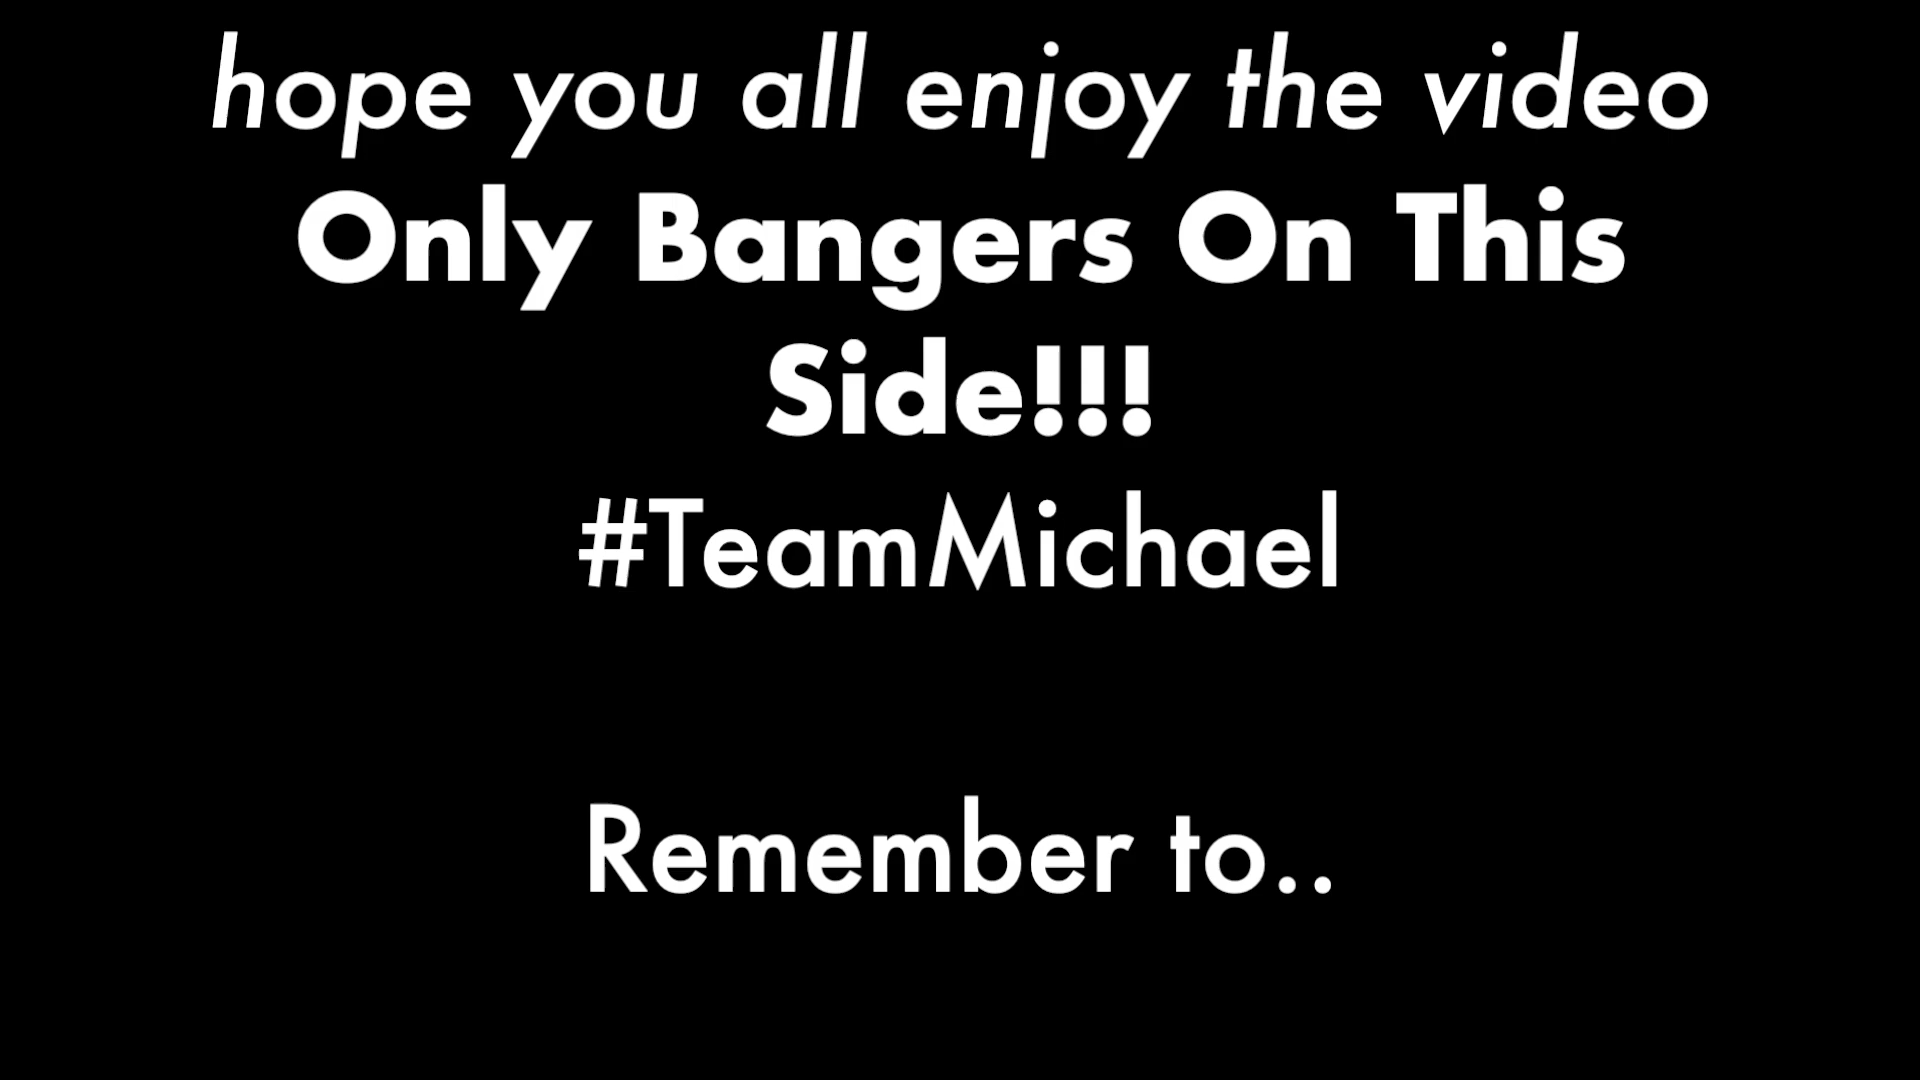 hope you all enjoy the video
Only Bangers On This
Side!!!
#TeamMichael
Remember to..